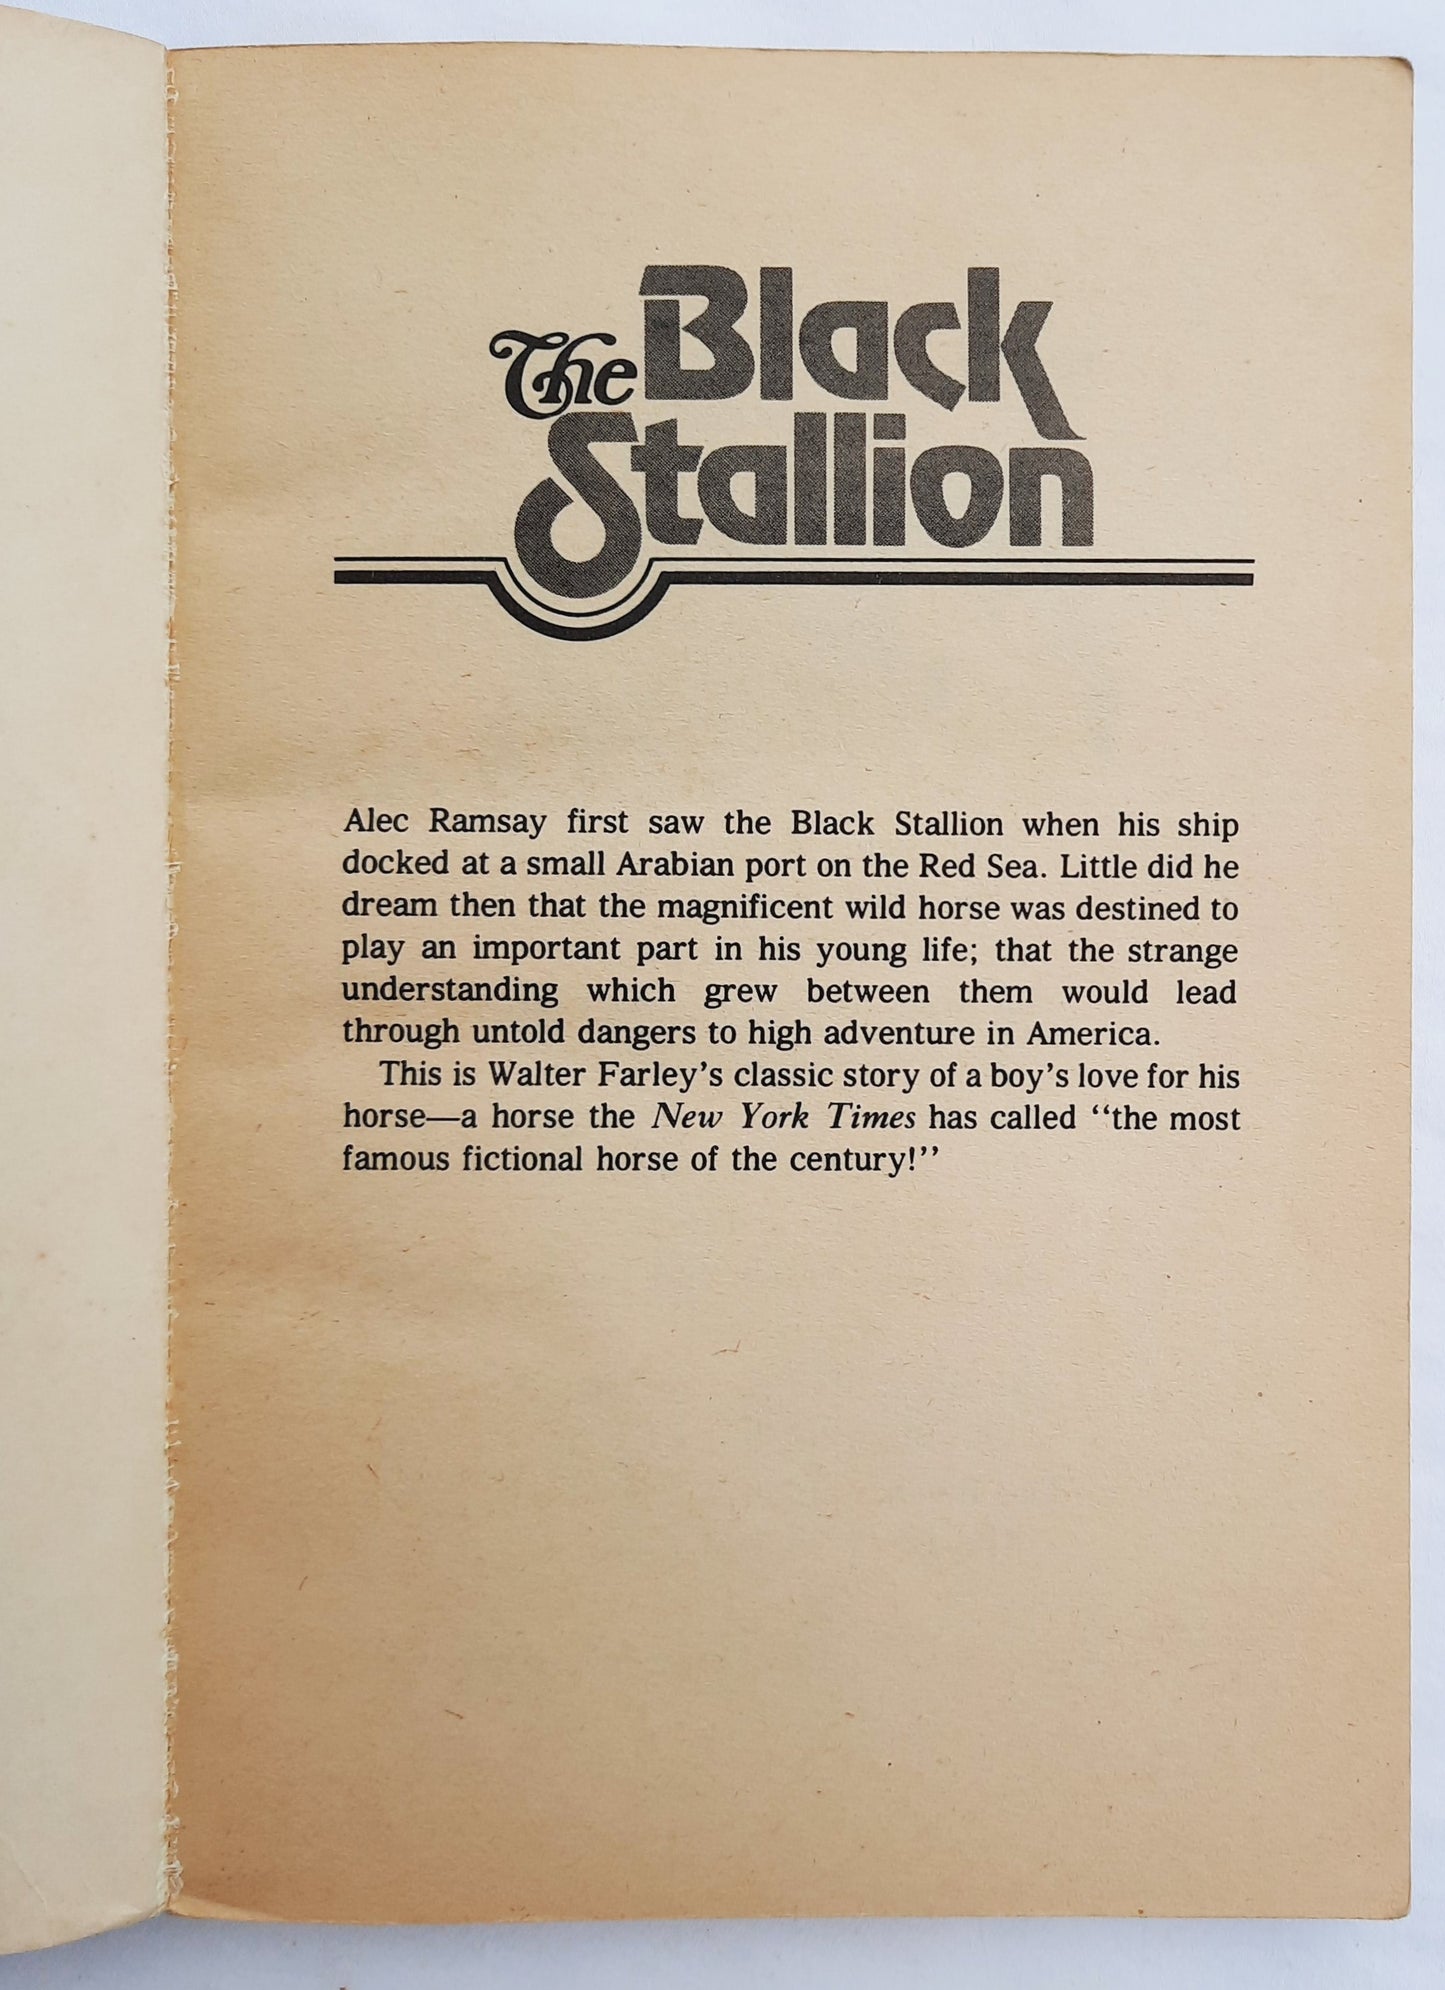 The Black
Stallion
Alec Ramsay first saw the Black Stallion when his ship
docked at a small Arabian port on the Red Sea. Little did he
dream then that the magnificent wild horse was destined to
play an important part in his young life; that the strange
understanding which grew between them would lead
through untold dangers to high adventure in America.
This is Walter Farley’s classic story of a boy’s love for his
horse—a horse the New York Times has called ‘‘the most
famous fictional horse of the century!’’